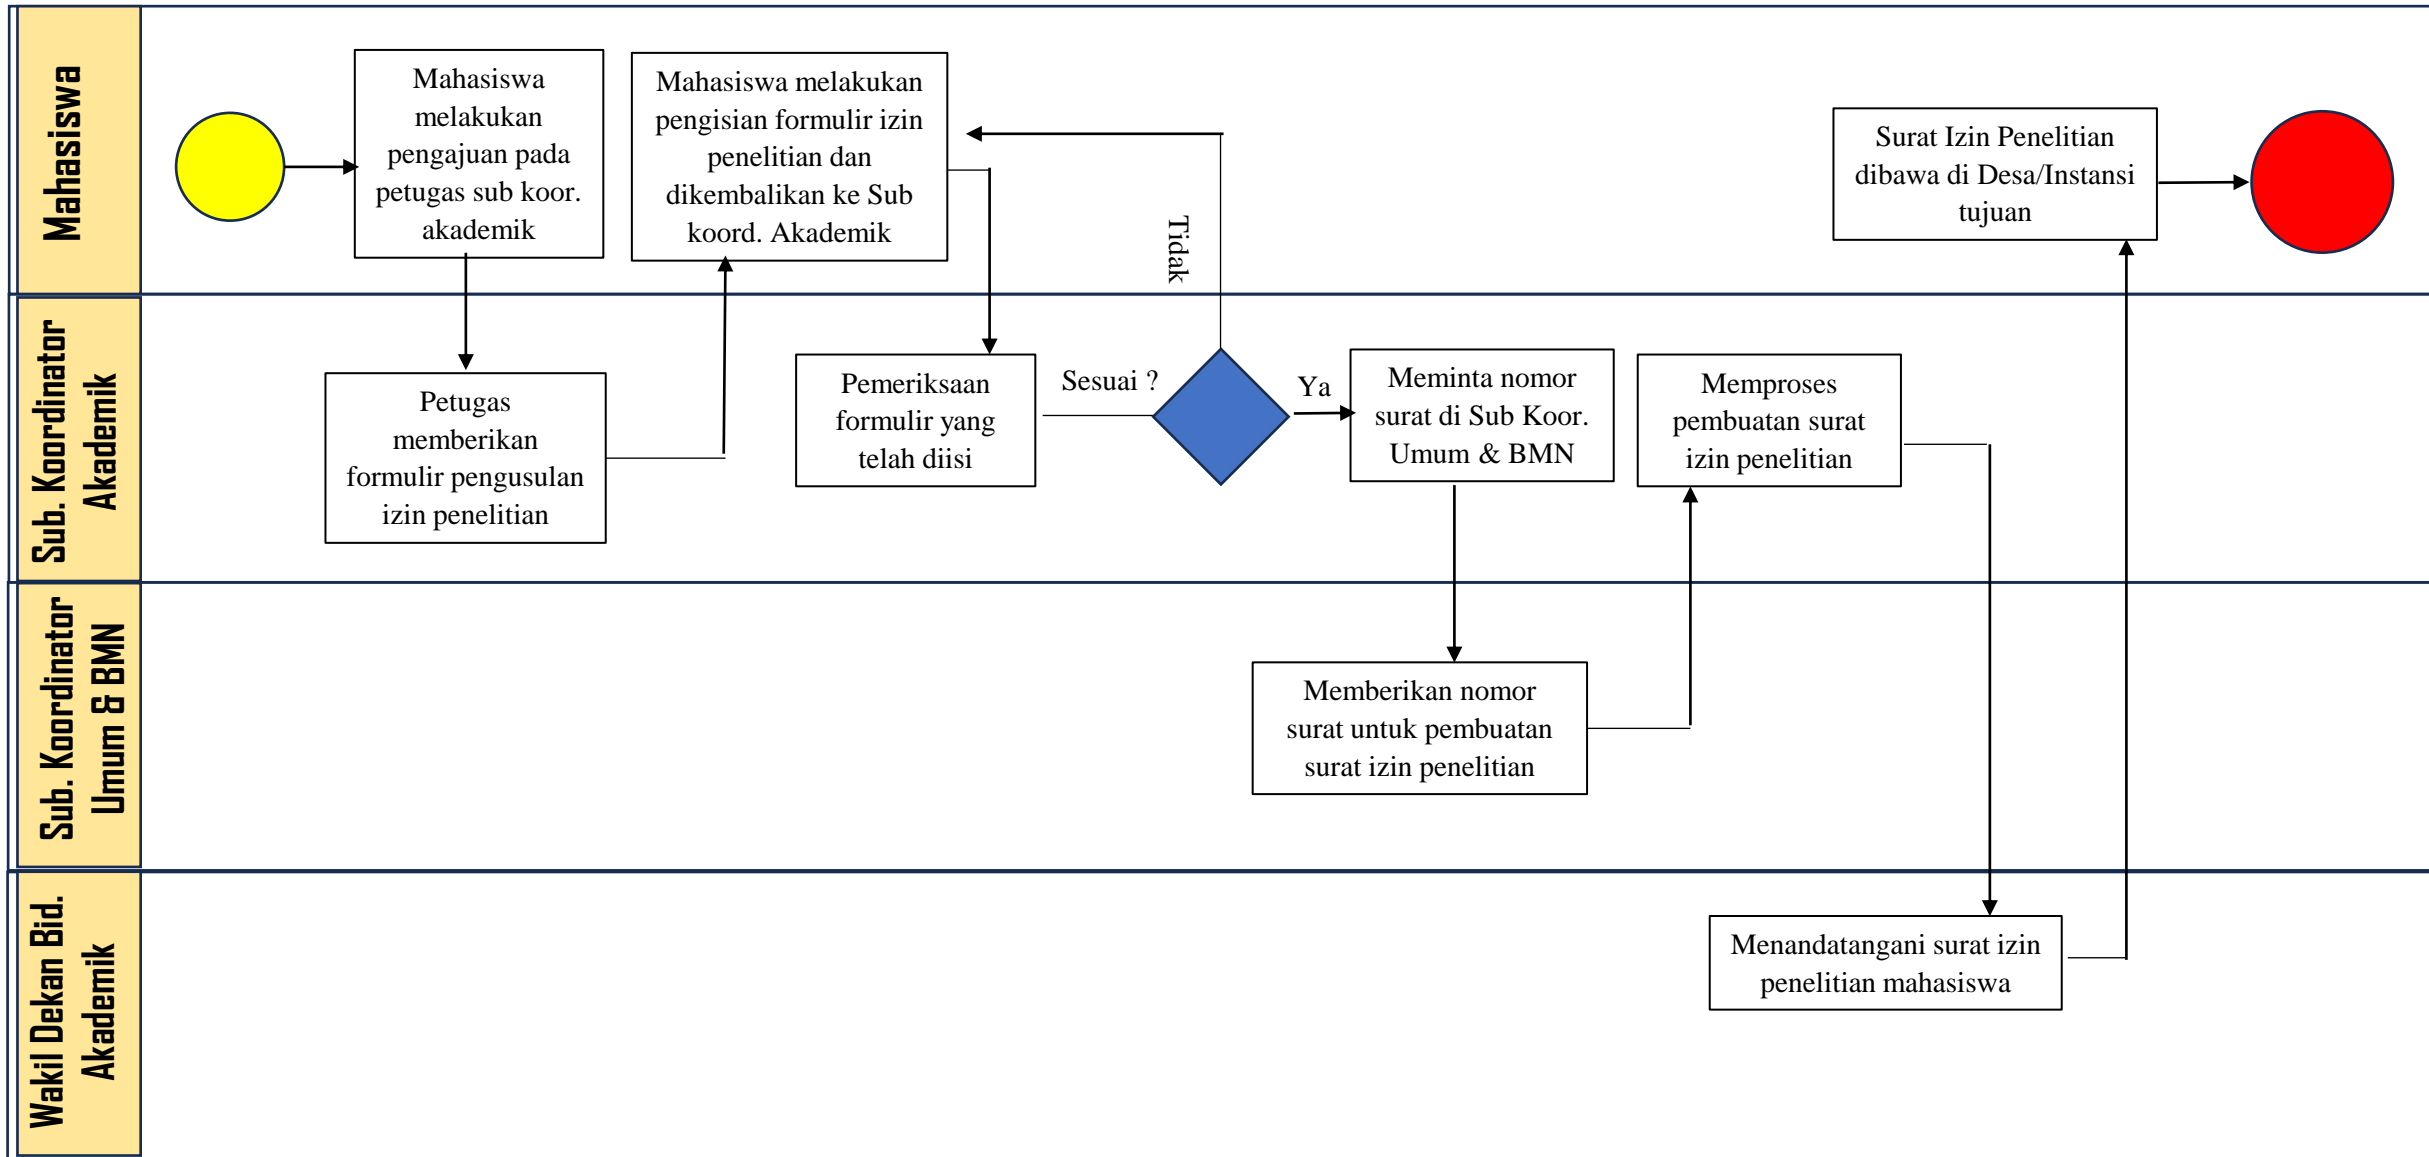 Mahasiswa
Mahasiswa
melakukan
pengajuan pada
petugas sub koor.
akademik
Mahasiswa melakukan
pengisian formulir izin
penelitian dan
dikembalikan ke Sub
koord. Akademik
Tidak
Surat Izin Penelitian
dibawa di Desa/Instansi
tujuan
Sub. Koordinator
Akademik
Petugas
memberikan
formulir pengusulan
izin penelitian
Pemeriksaan
formulir yang
telah diisi
Sesuai ?
Ya
Meminta nomor
surat di Sub Koor.
Umum & BMN
Memproses
pembuatan surat
izin penelitian
Sub. Koordinator
Umum & BMN
Memberikan nomor
surat untuk pembuatan
surat izin penelitian
Wakil Dekan Bid.
Akademik
Menandatangani surat izin
penelitian mahasiswa